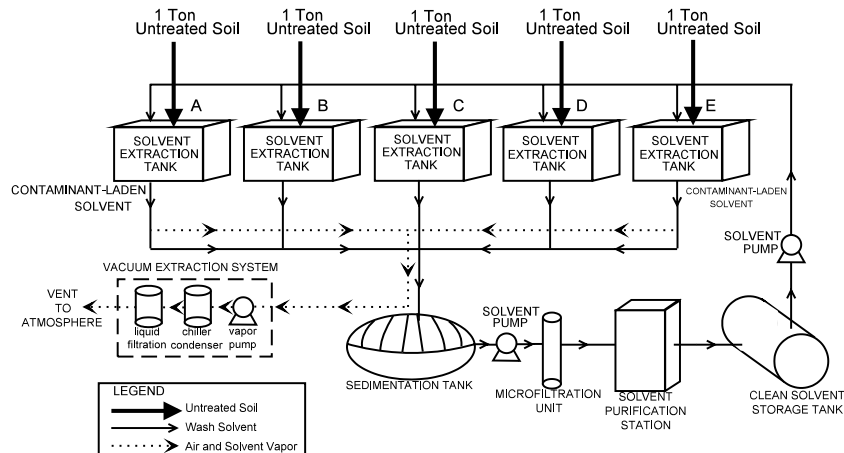 1 Ton
Untreated Soil
1 Ton
Untreated Soil
1 Ton
Untreated Soil
1 Ton
Untreated Soil
1 Ton
Untreated Soil
A
B
C
D
E
SOLVENT
EXTRACTION
TANK
SOLVENT
EXTRACTION
TANK
SOLVENT
EXTRACTION
TANK
SOLVENT
EXTRACTION
TANK
SOLVENT
EXTRACTION
TANK
CONTAMINANT-LADEN
SOLVENT
CONTAMINANT-LADEN
SOLVENT
SOLVENT
PUMP
VACUUM EXTRACTION SYSTEM
VENT
TO
ATMOSPHERE
liquid
filtration
chiller
condenser
vapor
pump
SOLVENT
PUMP
SEDIMENTATION TANK
MICROFILTRATION
UNIT
SOLVENT
PURIFICATION
STATION
CLEAN SOLVENT
STORAGE TANK
LEGEND
Untreated Soil
Wash Solvent
Air and Solvent Vapor